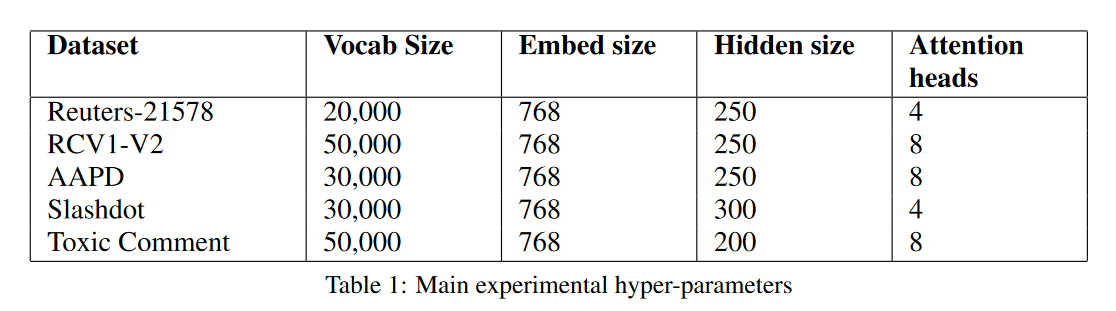 Dataset Vocab Size Embed size Hidden size Attention heads
Reuters-21578 20,000 768 250 4
RCV1-V2 50,000 768 250 8
AAPD 30,000 768 250 8
Slashdot 30,000 768 300 4
Toxic Comment 50,000 768 200 8
Table 1: Main experimental hyper-parameters